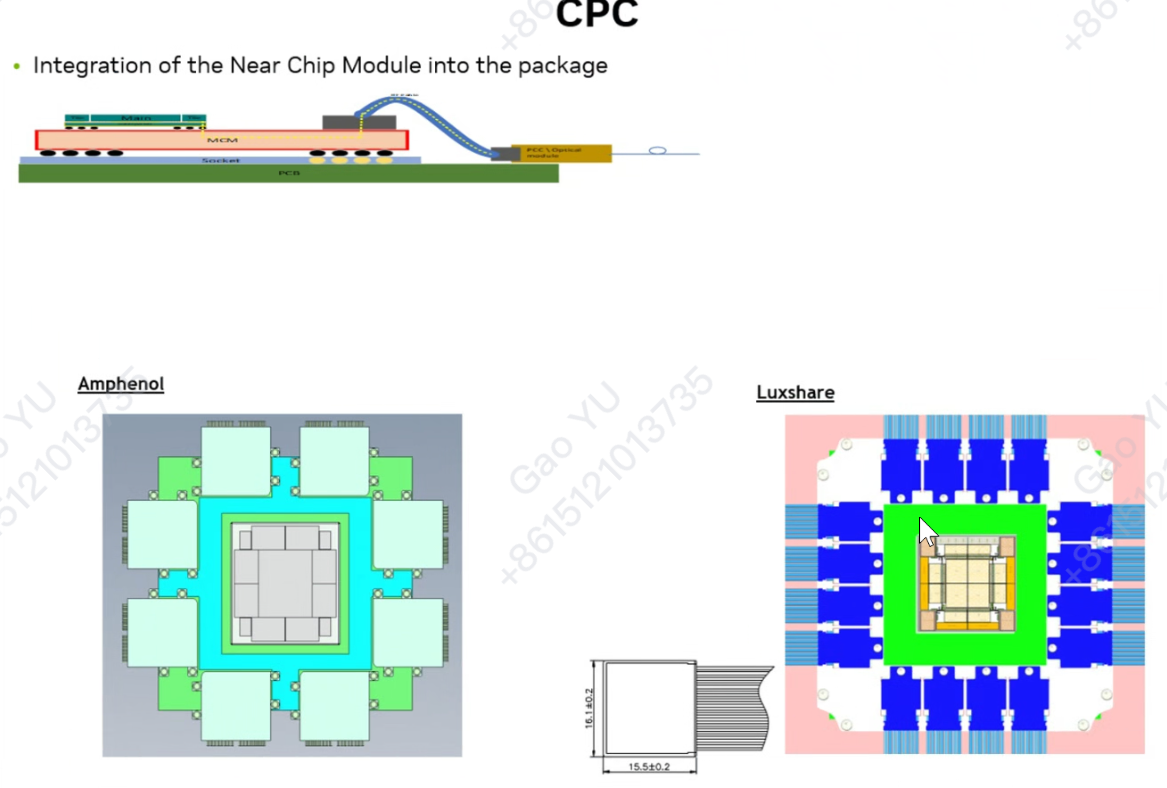 CPC
• Integration of the Near Chip Module into the package
Main
MCM
Socket
PCB
PCC \ Optical
module
Amphenol
Luxshare
16.1±0.2
15.5±0.2
Gao YU
+8615121013735